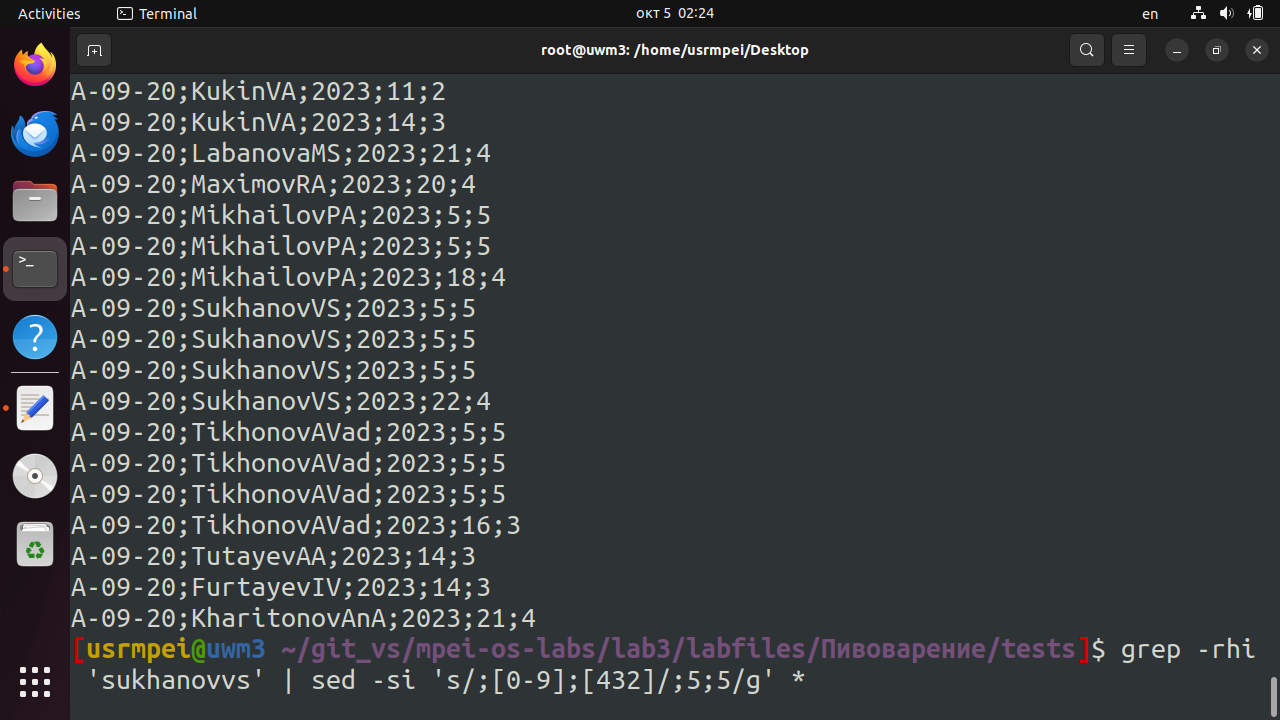 Activities
Terminal
окт 5 02:24
en
root@uwm3: /home/usrmpei/Desktop
A-09-20;KukinVA;2023;11;2
A-09-20;KukinVA;2023;14;3
A-09-20;LabanovaMS;2023;21;4
A-09-20;MaximovRA;2023;20;4
A-09-20;MikhailovPA;2023;5;5
A-09-20;MikhailovPA;2023;5;5
A-09-20;MikhailovPA;2023;18;4
A-09-20;SukhanovVS;2023;5;5
A-09-20;SukhanovVS;2023;5;5
A-09-20;SukhanovVS;2023;5;5
A-09-20;SukhanovVS;2023;22;4
A-09-20;TikhonovAVad;2023;5;5
A-09-20;TikhonovAVad;2023;5;5
A-09-20;TikhonovAVad;2023;5;5
A-09-20;TikhonovAVad;2023;16;3
A-09-20;TutayevAA;2023;14;3
A-09-20;FurtayevIV;2023;14;3
A-09-20;KharitonovAnA;2023;21;4
[usrmpei@uwm3 ~/git_vs/mpei-os-labs/lab3/labfiles/Пивоварение/tests]$ grep -rhi
'sukhanovvs' | sed -si 's/;[0-9];[432]/;5;5/g' *